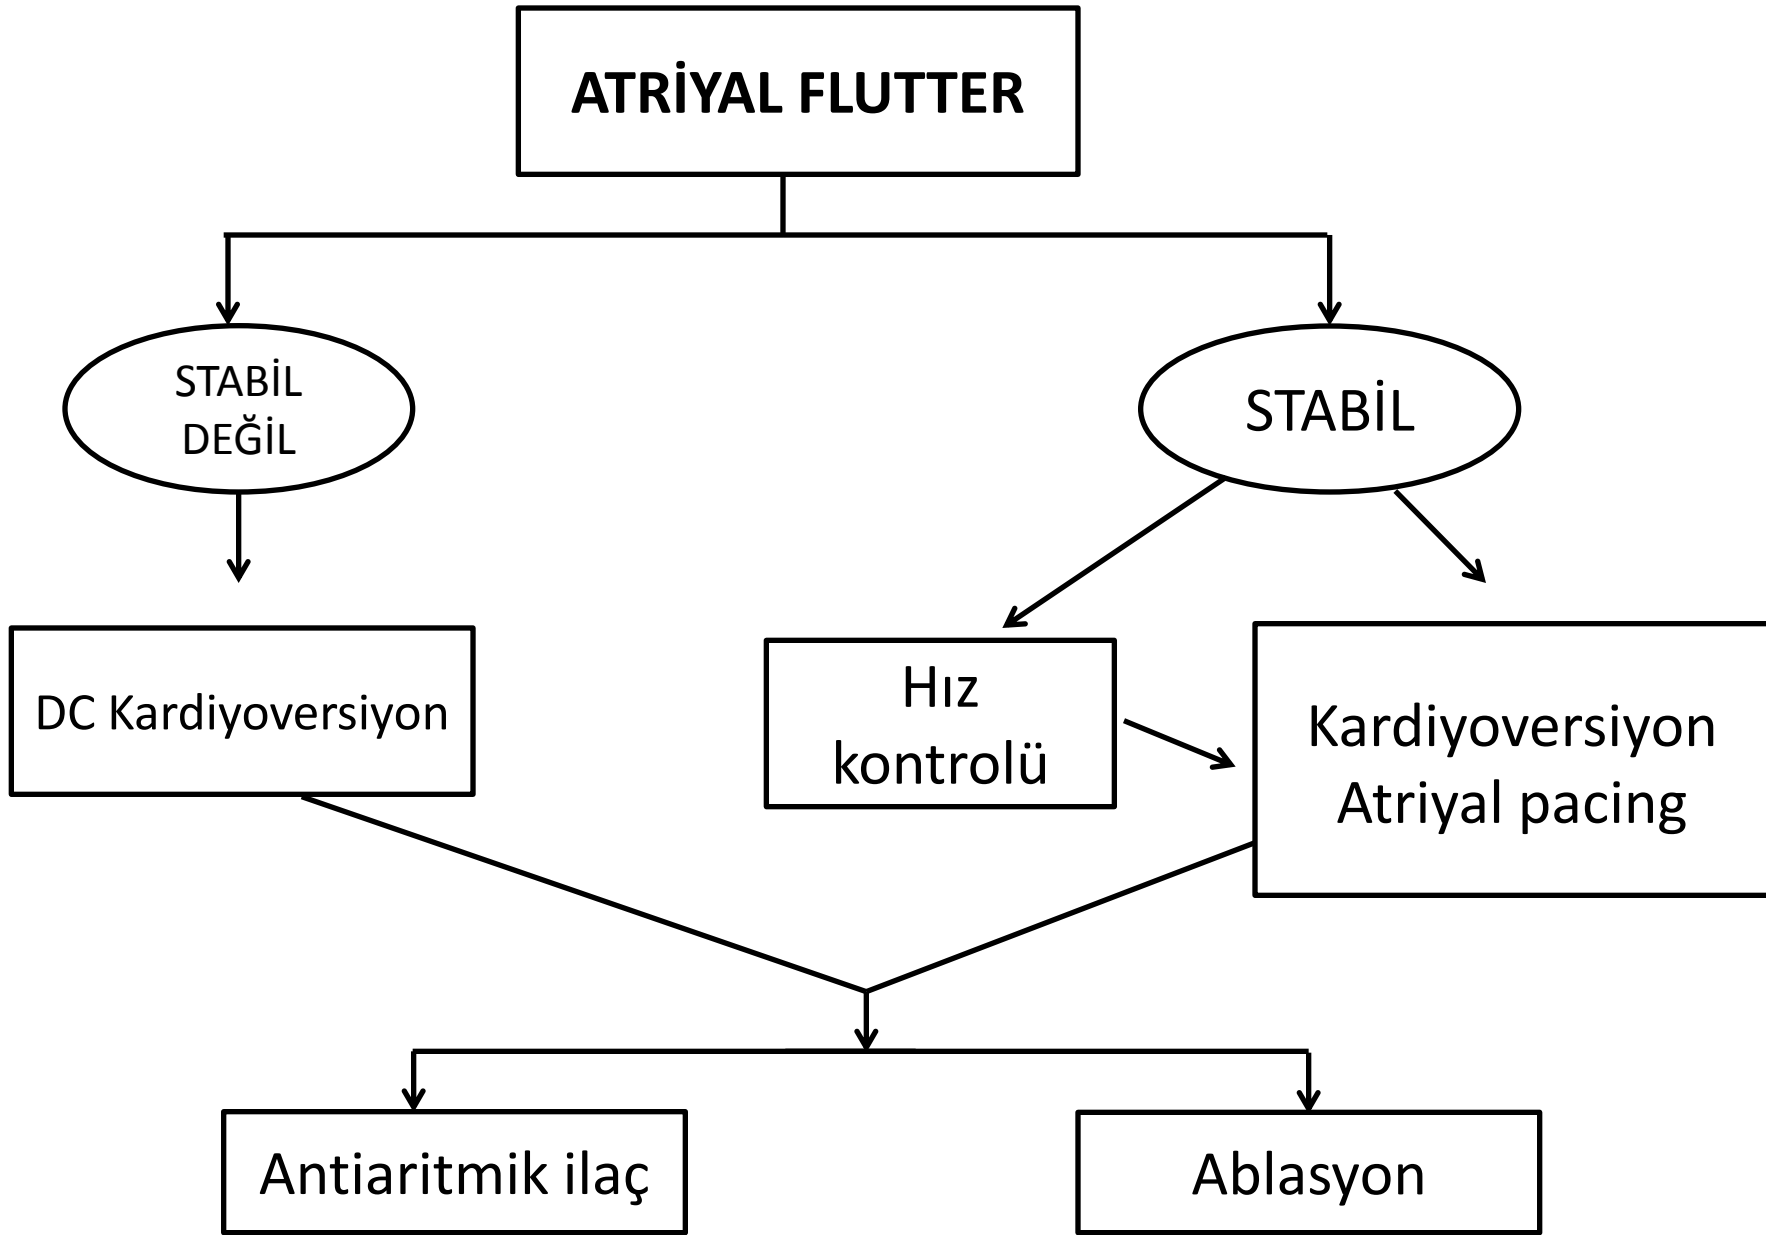 ATRİYAL FLUTTER
STABİL
DEĞİL
STABİL
DC Kardiyoversiyon
Hız
kontrolü
Kardiyoversiyon
Atriyal pacing
Antiaritmik ilaç
Ablasyon